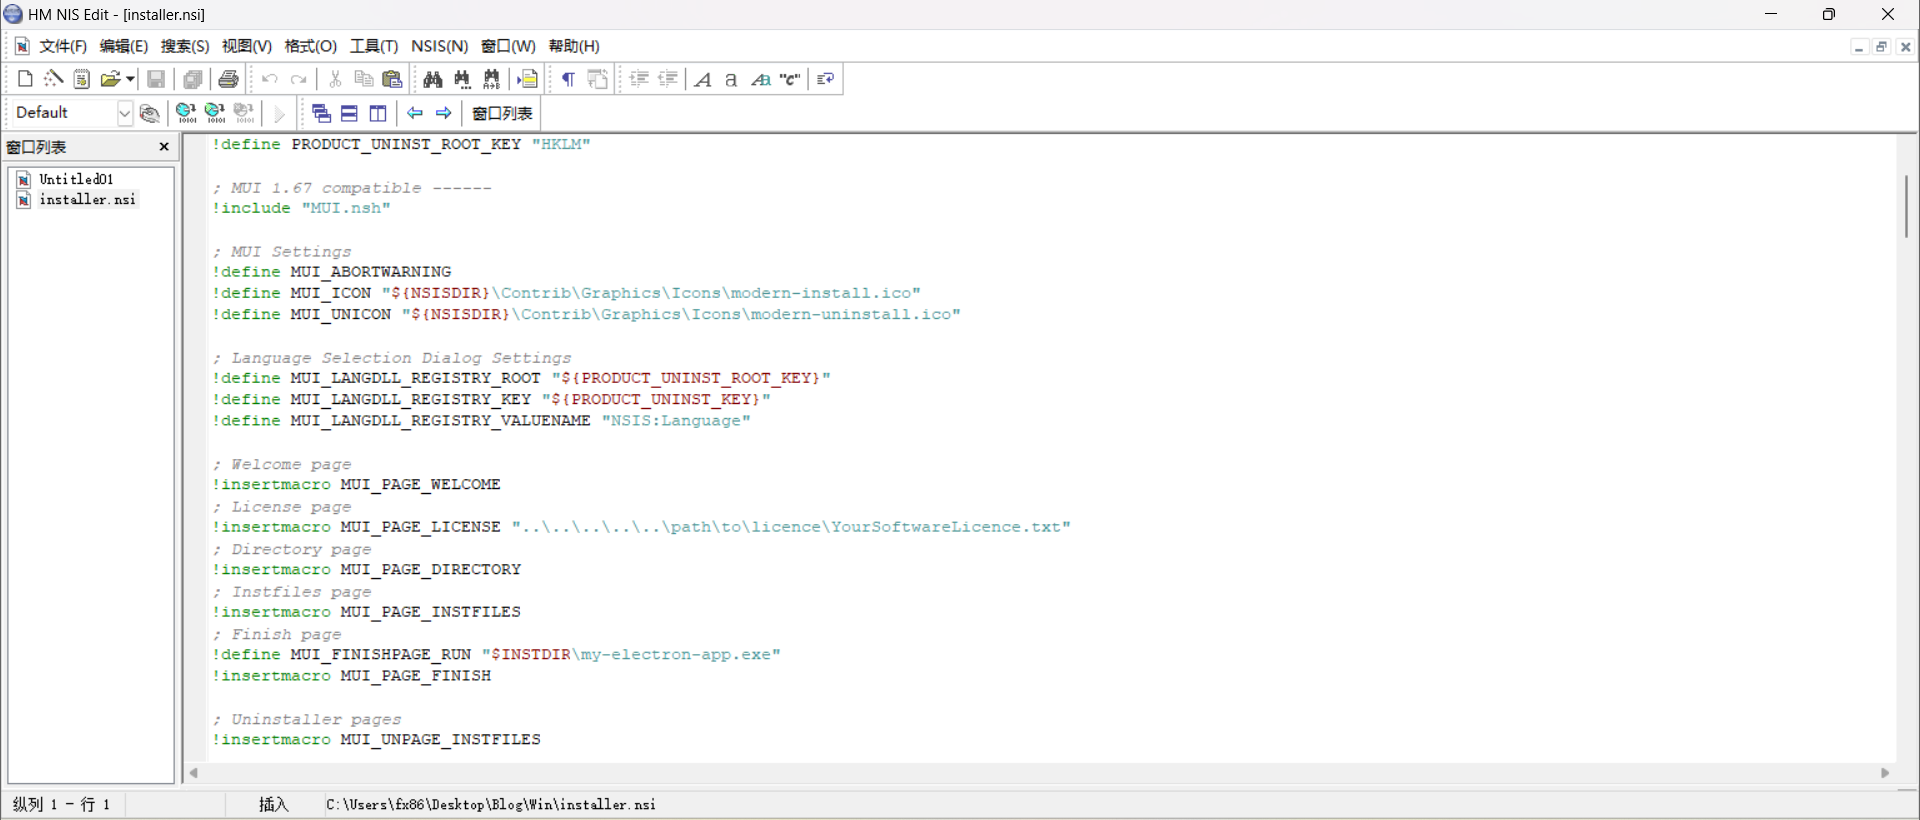 HM NIS Edit - [installer.nsi]
文件(F) 编辑(E) 搜索(S) 视图(V) 格式(O) 工具(T) NSIS(N) 窗口(W) 帮助(H)
Default 窗口列表
窗口列表
Untitled01
installer.nsi
!define PRODUCT_UNINST_ROOT_KEY "HKLM"
; MUI 1.67 compatible ------
!include "MUI.nsh"
; MUI Settings
!define MUI_ABORTWARNING
!define MUI_ICON "${NSISDIR}\Contrib\Graphics\Icons\modern-install.ico"
!define MUI_UNICON "${NSISDIR}\Contrib\Graphics\Icons\modern-uninstall.ico"
; Language Selection Dialog Settings
!define MUI_LANGDLL_REGISTRY_ROOT "${PRODUCT_UNINST_ROOT_KEY}"
!define MUI_LANGDLL_REGISTRY_KEY "${PRODUCT_UNINST_KEY}"
!define MUI_LANGDLL_REGISTRY_VALUENAME "NSIS:Language"
; Welcome page
!insertmacro MUI_PAGE_WELCOME
; License page
!insertmacro MUI_PAGE_LICENSE "..\..\..\..\..\path\to\licence\YourSoftwareLicence.txt"
; Directory page
!insertmacro MUI_PAGE_DIRECTORY
; Instfiles page
!insertmacro MUI_PAGE_INSTFILES
; Finish page
!define MUI_FINISHPAGE_RUN "$INSTDIR\my-electron-app.exe"
!insertmacro MUI_PAGE_FINISH
; Uninstaller pages
!insertmacro MUI_UNPAGE_INSTFILES
纵列 1 - 行 1 插入 C:\Users\fx86\Desktop\Blog\Win\installer.nsi